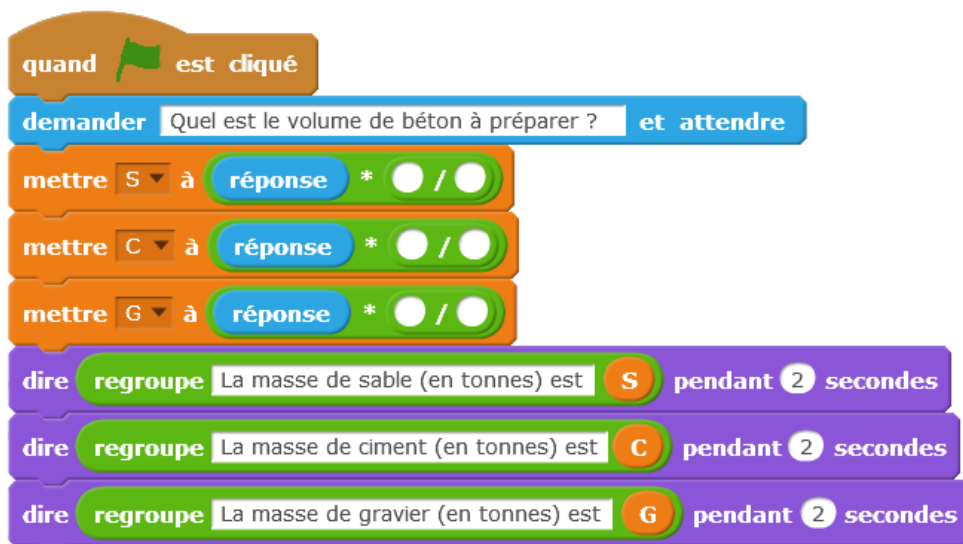 quand est cliqué
demander Quel est le volume de béton à préparer ? et attendre
mettre S à réponse * /
mettre C à réponse * /
mettre G à réponse * /
dire regroupe La masse de sable (en tonnes) est S pendant 2 secondes
dire regroupe La masse de ciment (en tonnes) est C pendant 2 secondes
dire regroupe La masse de gravier (en tonnes) est G pendant 2 secondes